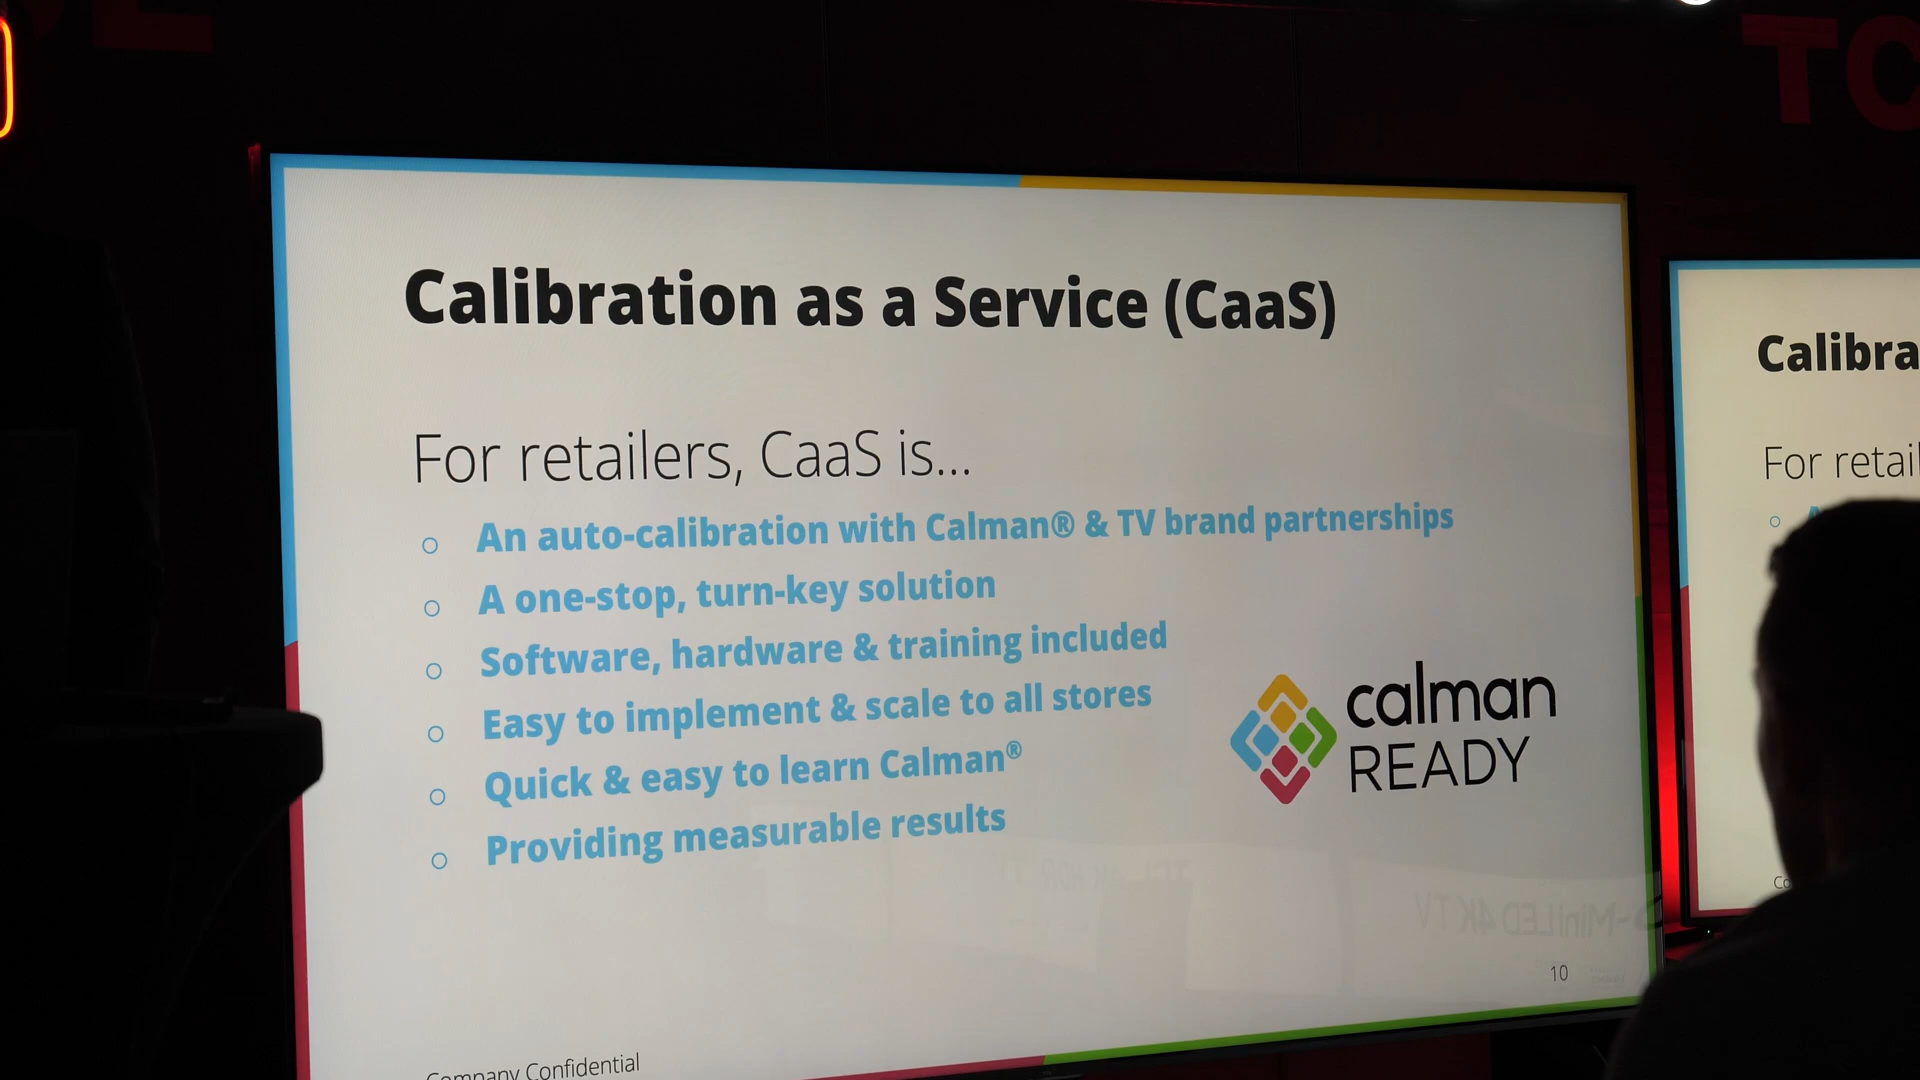 TC
Calibration as a Service (CaaS)
For retailers, CaaS is...
○ An auto-calibration with Calman® & TV brand partnerships
○ A one-stop, turn-key solution
○ Software, hardware & training included
○ Easy to implement & scale to all stores
○ Quick & easy to learn Calman®
○ Providing measurable results
calman
READY
10
Company Confidential
Calibra
For retail
○ A
Co